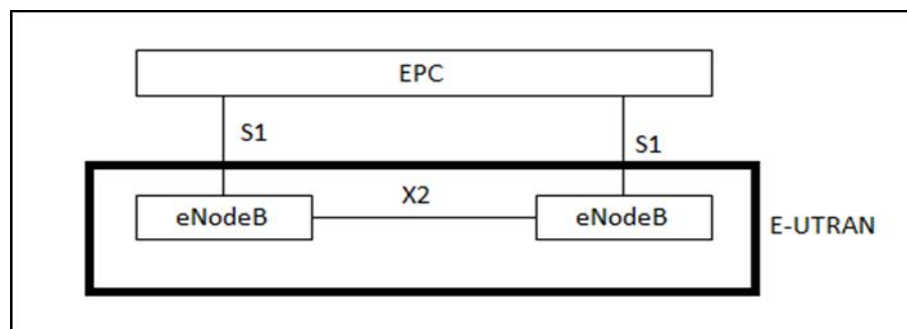 EPC
S1
S1
X2
eNodeB
eNodeB
E-UTRAN